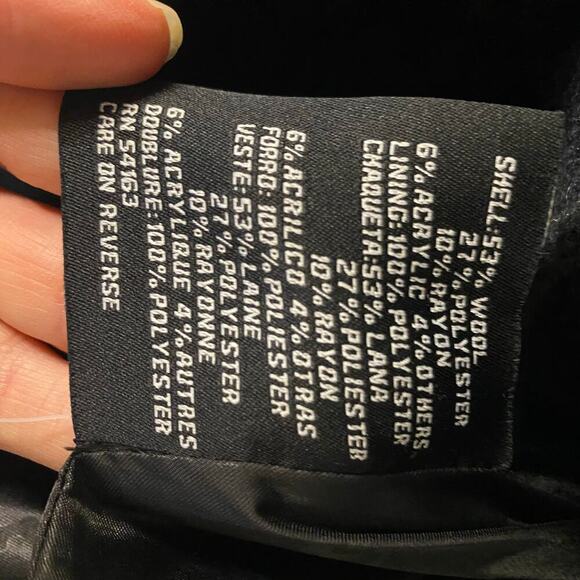 SHELL: 53% WOOL
27% POLYESTER
10% RAYON
6% ACRYLIC 4% OTHERS
LINING: 100% POLYESTER
CHAQUETA: 53% LANA
27% POLIESTER
10% RAYON
6% ACRILICO 4% OTRAS
FORRO: 100% POLIESTER
VESTE: 53% LAINE
27% POLYESTER
10% RAYONNE
6% ACRYLIQUE 4% AUTRES
DOUBLURE: 100% POLYESTER
RN 54163
CARE ON REVERSE